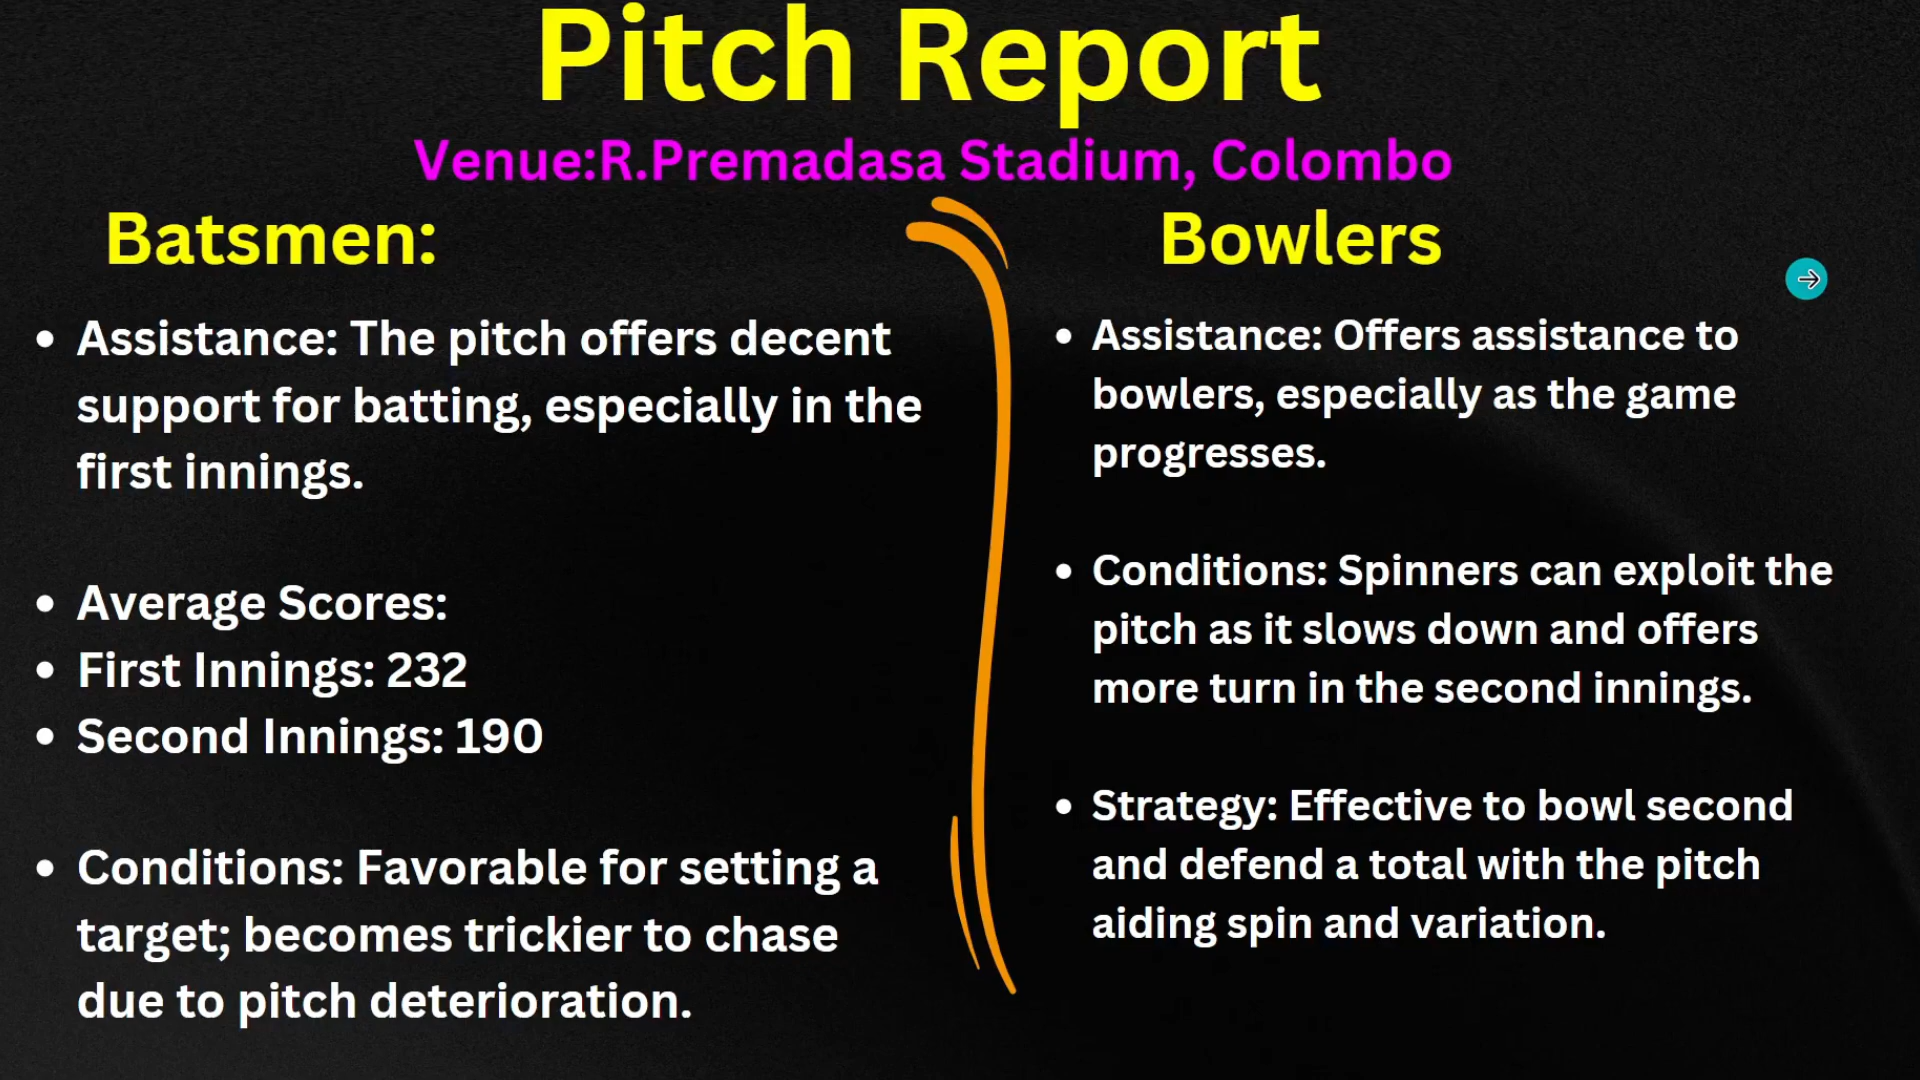 Pitch Report
Venue:R.Premadasa Stadium, Colombo
Batsmen:
• Assistance: The pitch offers decent
support for batting, especially in the
first innings.
• Average Scores:
• First Innings: 232
• Second Innings: 190
• Conditions: Favorable for setting a
target; becomes trickier to chase
due to pitch deterioration.
Bowlers
• Assistance: Offers assistance to
bowlers, especially as the game
progresses.
• Conditions: Spinners can exploit the
pitch as it slows down and offers
more turn in the second innings.
• Strategy: Effective to bowl second
and defend a total with the pitch
aiding spin and variation.